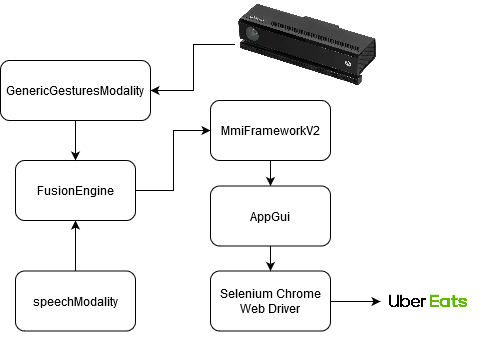 GenericGesturesModality
MmiFrameworkV2
FusionEngine
AppGui
speechModality
Selenium Chrome
Web Driver
Uber Eats